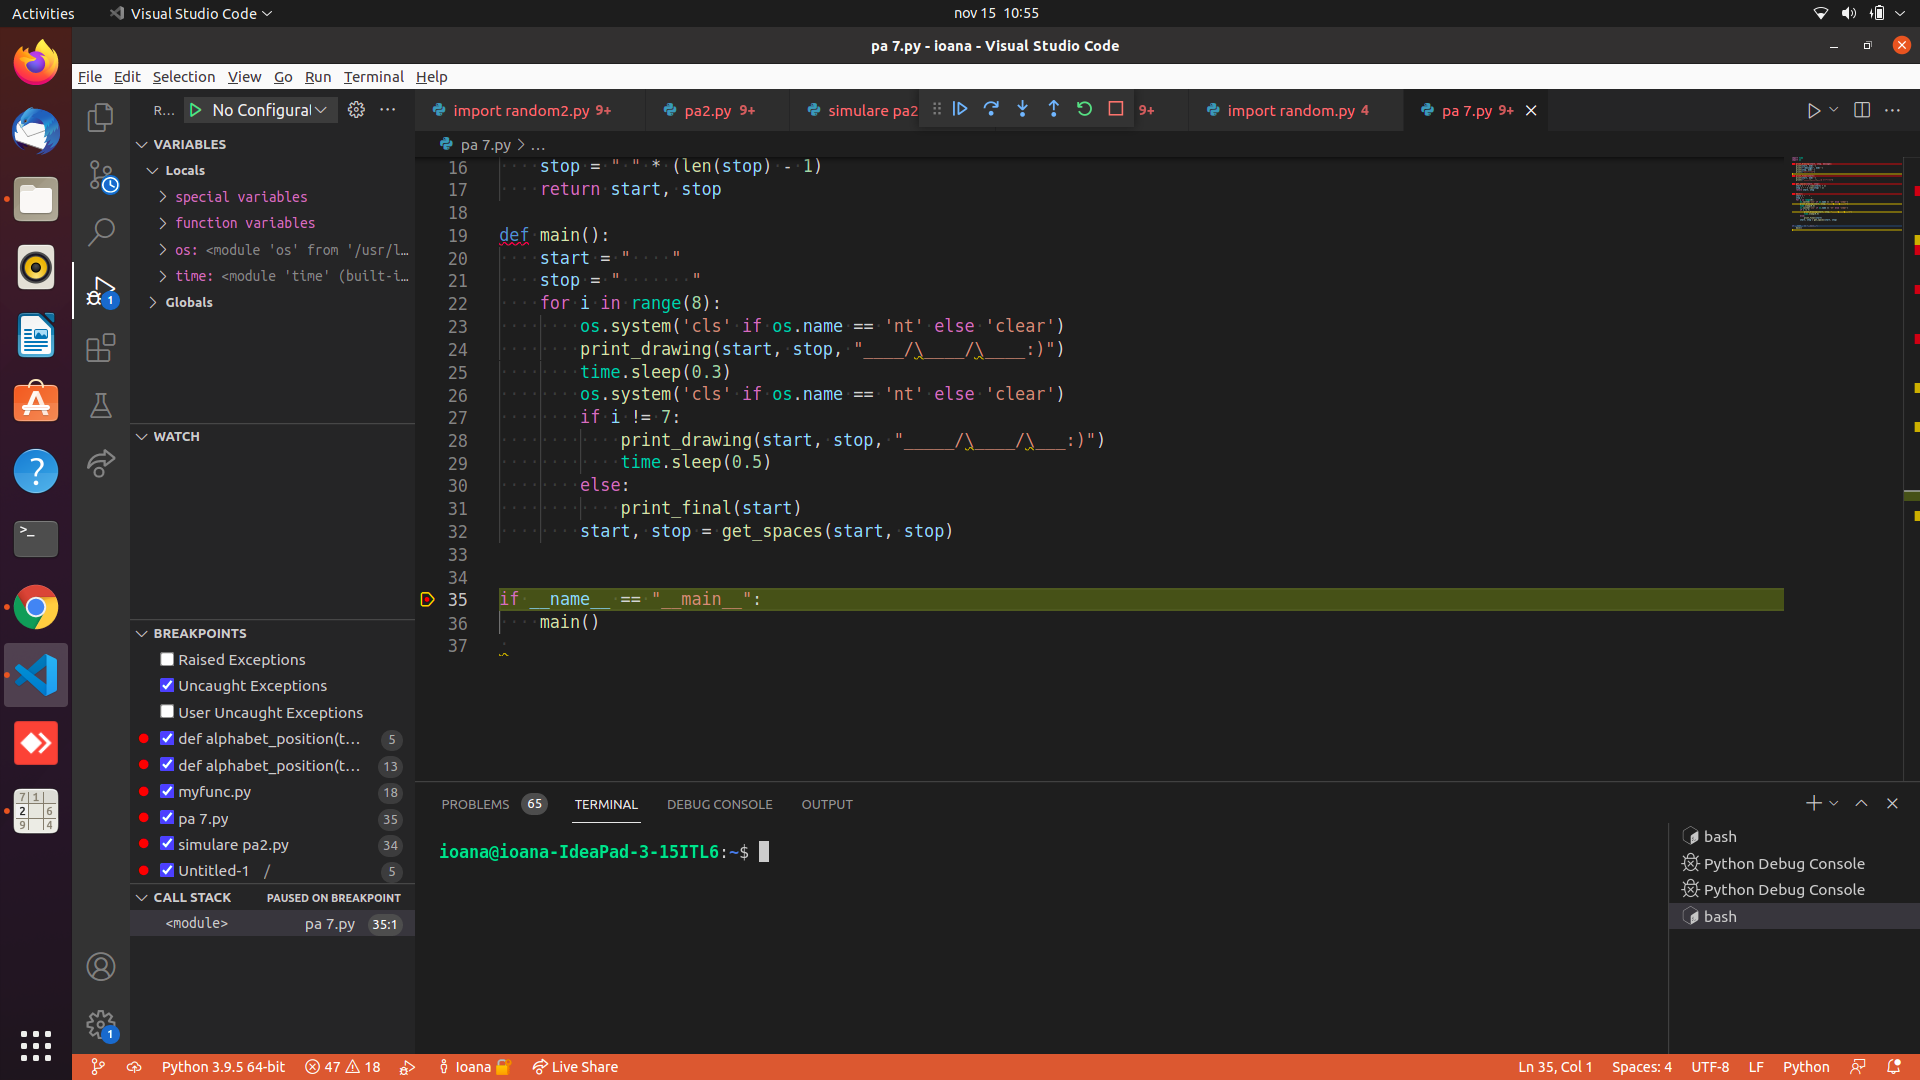 Activities
Visual Studio Code
nov 15 10:55
pa 7.py - ioana - Visual Studio Code
File Edit Selection View Go Run Terminal Help
R... No Configural
import random2.py 9+
pa2.py 9+
simulare pa2
9+
import random.py 4
pa 7.py 9+
pa 7.py > ...
VARIABLES
Locals
special variables
function variables
os: <module 'os' from '/usr/l...
time: <module 'time' (built-i...
Globals
WATCH
BREAKPOINTS
Raised Exceptions
Uncaught Exceptions
User Uncaught Exceptions
def alphabet_position(t... 5
def alphabet_position(t... 13
myfunc.py 18
pa 7.py 35
simulare pa2.py 34
Untitled-1 / 5
CALL STACK PAUSED ON BREAKPOINT
<module> pa 7.py 35:1
16 stop = " " * (len(stop) - 1)
17 return start, stop
18
19 def main():
20 start = "    "
21 stop = "       "
22 for i in range(8):
23 os.system('cls' if os.name == 'nt' else 'clear')
24 print_drawing(start, stop, "____/\____/\____:)")
25 time.sleep(0.3)
26 os.system('cls' if os.name == 'nt' else 'clear')
27 if i != 7:
28 print_drawing(start, stop, "_____/\____/\___:)")
29 time.sleep(0.5)
30 else:
31 print_final(start)
32 start, stop = get_spaces(start, stop)
33
34
35 if __name__ == "__main__":
36 main()
37
PROBLEMS 65 TERMINAL DEBUG CONSOLE OUTPUT
ioana@ioana-IdeaPad-3-15ITL6:~$
bash
Python Debug Console
Python Debug Console
bash
1
1
7 1
2 6
9 4
Python 3.9.5 64-bit
47 18
Ioana
Live Share
Ln 35, Col 1
Spaces: 4
UTF-8
LF
Python